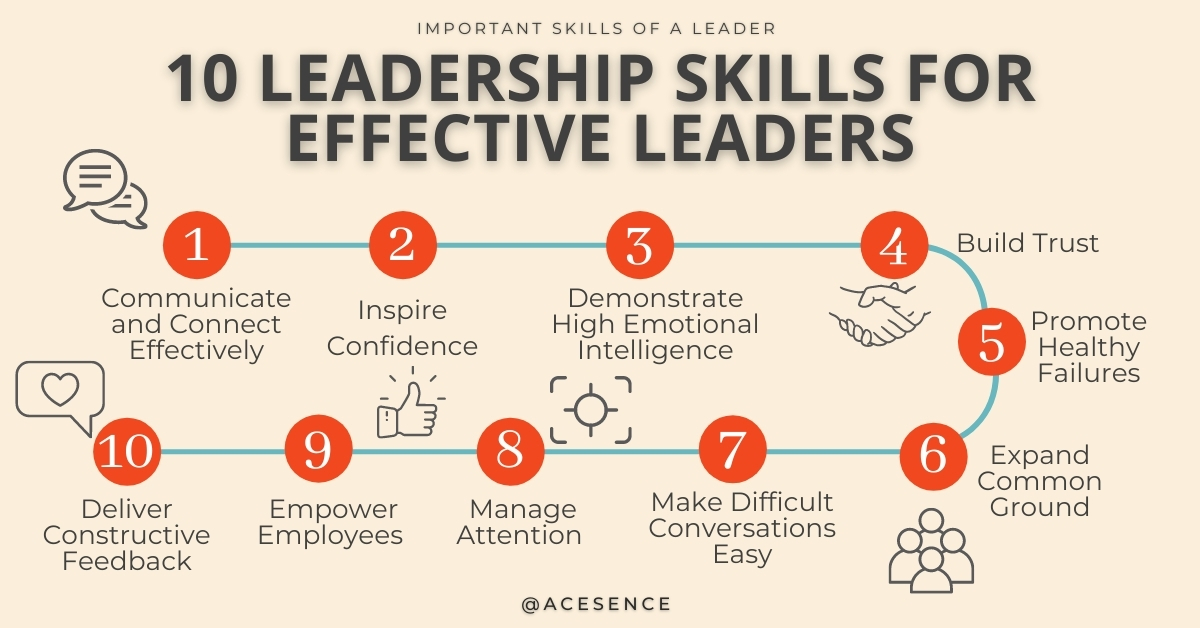 IMPORTANT SKILLS OF A LEADER
10 LEADERSHIP SKILLS FOR
EFFECTIVE LEADERS
1
Communicate
and Connect
Effectively
2
Inspire
Confidence
3
Demonstrate
High Emotional
Intelligence
4
Build Trust
5
Promote
Healthy
Failures
6
Expand
Common
Ground
7
Make Difficult
Conversations
Easy
8
Manage
Attention
9
Empower
Employees
10
Deliver
Constructive
Feedback
@ACESENCE